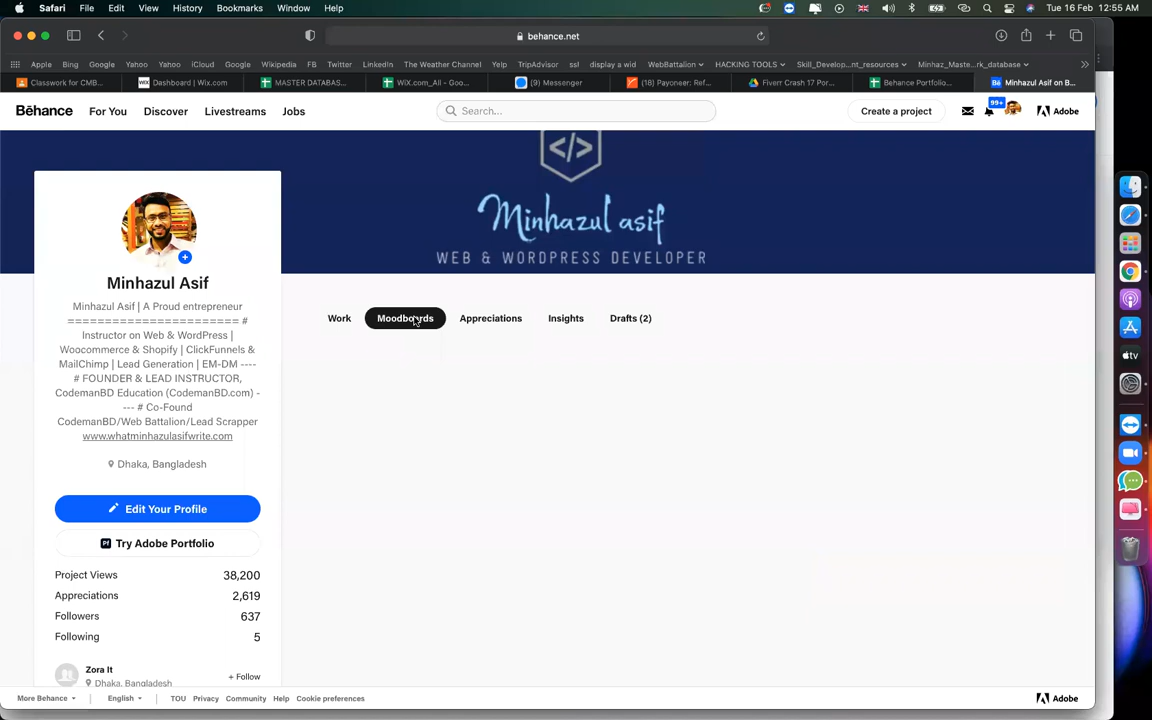 Safari File Edit View History Bookmarks Window Help Tue 16 Feb 12:55 AM
behance.net
Apple Bing Google Yahoo Yahoo iCloud Google Wikipedia FB Twitter LinkedIn The Weather Channel Yelp TripAdvisor ssl display a wid WebBattalion HACKING TOOLS Skill_Develop...nt_resources Minhaz_Maste...rk_database
Classwork for CMB... Dashboard | Wix.com MASTER DATABAS... WIX.com_All - Goo... (9) Messenger (18) Payoneer: Ref... Fiverr Crash 17 Por... Behance Portfolio... Minhazul Asif on B...
Bēhance For You Discover Livestreams Jobs Search... Create a project 99+ Adobe
Minhazul asif
WEB & WORDPRESS DEVELOPER
Minhazul Asif
Minhazul Asif | A Proud entrepreneur
======================== #
Instructor on Web & WordPress |
Woocommerce & Shopify | ClickFunnels &
MailChimp | Lead Generation | EM-DM ----
# FOUNDER & LEAD INSTRUCTOR,
CodemanBD Education (CodemanBD.com) -
--- # Co-Found
CodemanBD/Web Battalion/Lead Scrapper
www.whatminhazulasifwrite.com
Dhaka, Bangladesh
Edit Your Profile
Pf Try Adobe Portfolio
Project Views 38,200
Appreciations 2,619
Followers 637
Following 5
Zora It
Dhaka, Bangladesh
+ Follow
Work Moodboards Appreciations Insights Drafts (2)
More Behance English TOU Privacy Community Help Cookie preferences Adobe